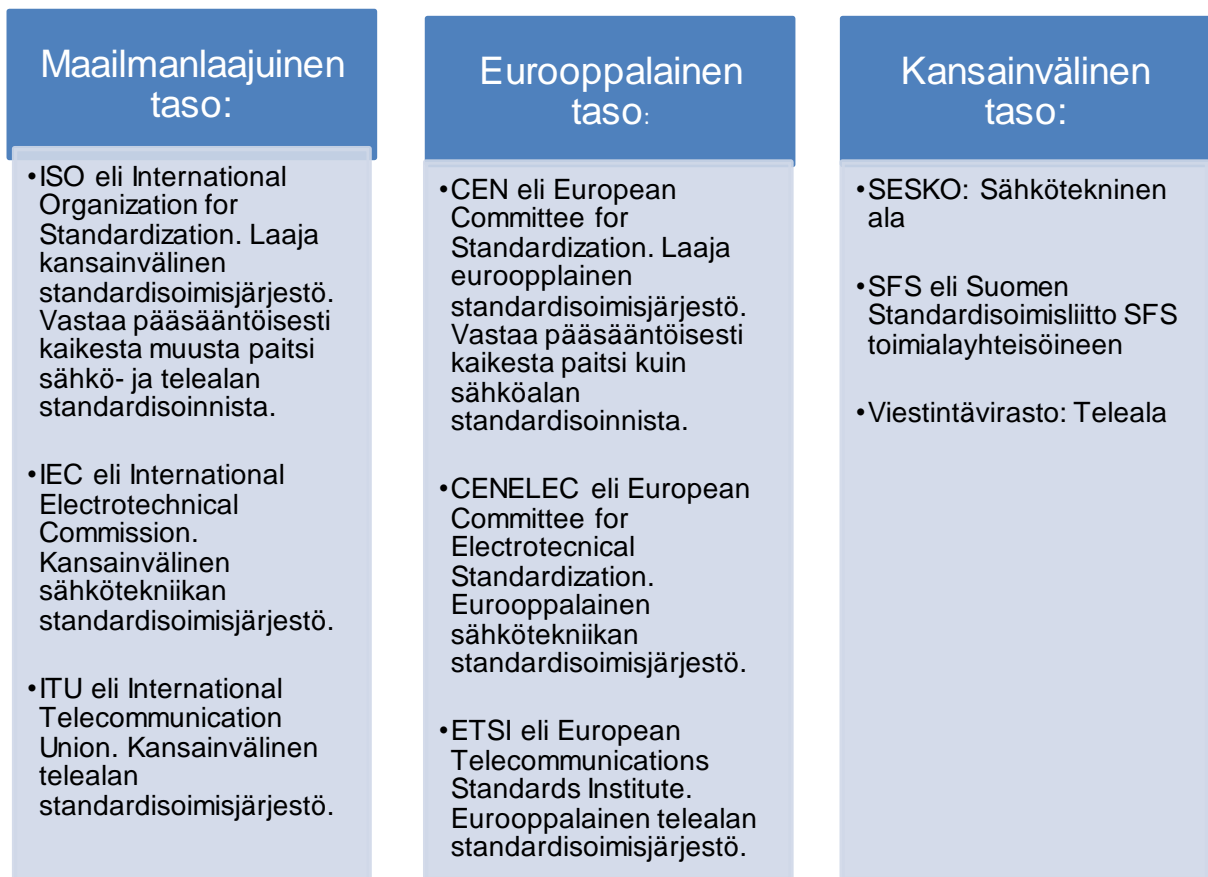 Maailmanlaajuinen
taso:
•ISO eli International
Organization for
Standardization. Laaja
kansainvälinen
standardisoimisjärjestö.
Vastaa pääsääntöisesti
kaikesta muusta paitsi
sähkö- ja telealan
standardisoinnista.
•IEC eli International
Electrotechnical
Commission.
Kansainvälinen
sähkötekniikan
standardisoimisjärjestö.
•ITU eli International
Telecommunication
Union. Kansainvälinen
telealan
standardisoimisjärjestö.
Eurooppalainen
taso:
•CEN eli European
Committee for
Standardization. Laaja
euroopplainen
standardisoimisjärjestö.
Vastaa pääsääntöisesti
kaikesta paitsi kuin
sähköalan
standardisoinnista.
•CENELEC eli European
Committee for
Electrotecnical
Standardization.
Eurooppalainen
sähkötekniikan
standardisoimisjärjestö.
•ETSI eli European
Telecommunications
Standards Institute.
Eurooppalainen telealan
standardisoimisjärjestö.
Kansainvälinen
taso:
•SESKO: Sähkötekninen
ala
•SFS eli Suomen
Standardisoimisliitto SFS
toimialayhteisöineen
•Viestintävirasto: Teleala